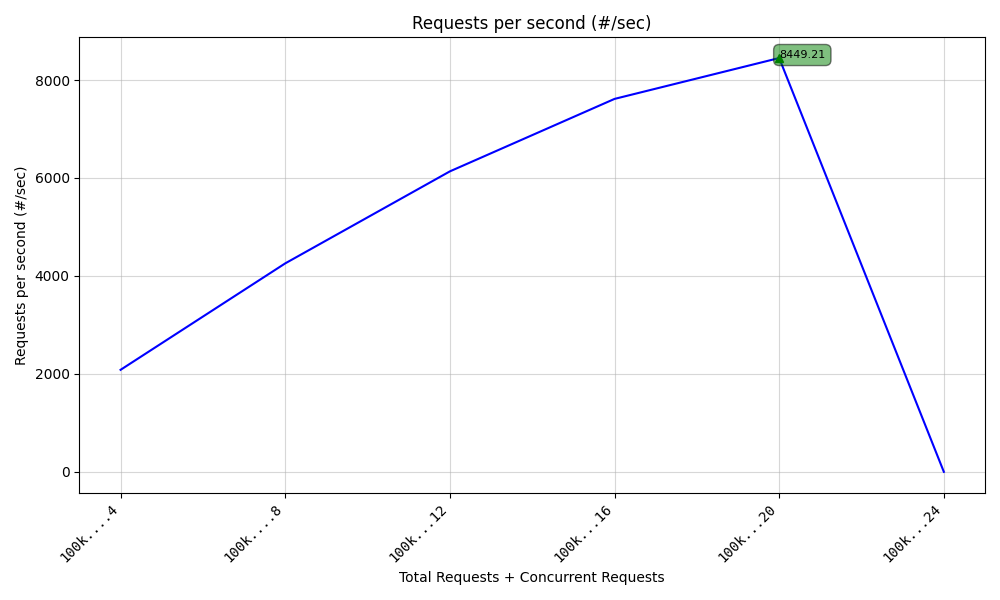 Requests per second (#/sec)
8449.21
Requests per second (#/sec)
8000
6000
4000
2000
0
100k....4
100k....8
100k...12
100k...16
100k...20
100k...24
Total Requests + Concurrent Requests